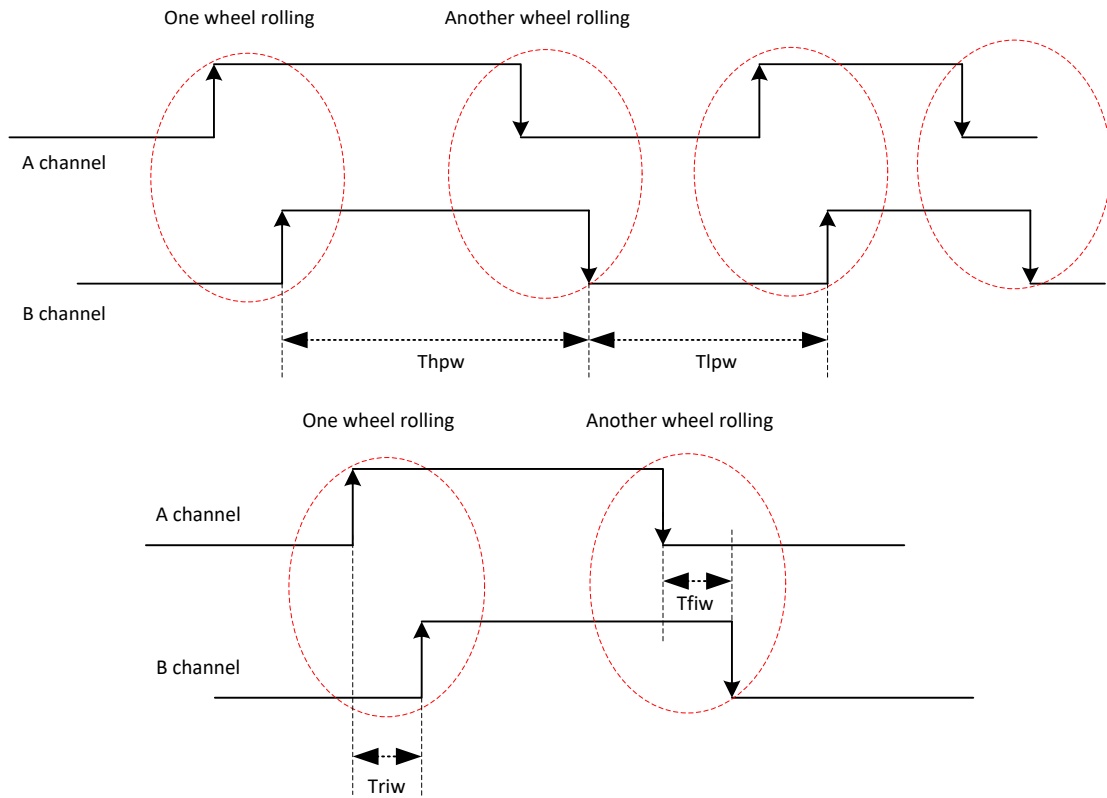 One wheel rolling
Another wheel rolling
A channel
B channel
Thpw
Tlpw
One wheel rolling
Another wheel rolling
A channel
Tfiw
B channel
Triw